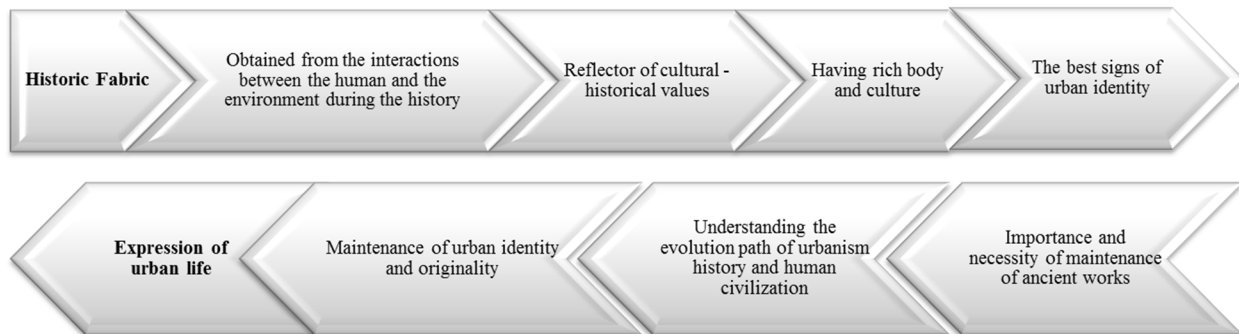 Historic Fabric
Obtained from the interactions
between the human and the
environment during the history
Reflector of cultural -
historical values
Having rich body
and culture
The best signs of
urban identity
Expression of
urban life
Maintenance of urban identity
and originality
Understanding the
evolution path of urbanism
history and human
civilization
Importance and
necessity of maintenance
of ancient works